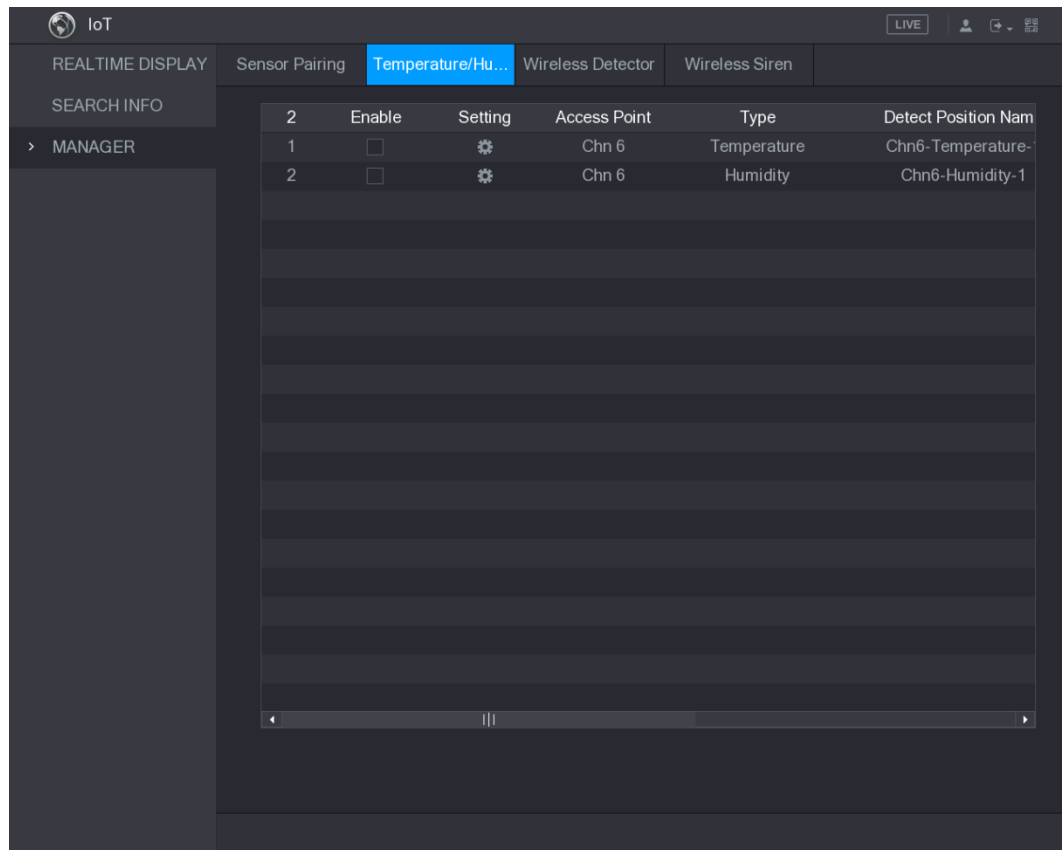 IoT LIVE
REALTIME DISPLAY
SEARCH INFO
MANAGER
Sensor Pairing Temperature/Hu... Wireless Detector Wireless Siren
2 Enable Setting Access Point Type Detect Position Nam
1 Chn 6 Temperature Chn6-Temperature-
2 Chn 6 Humidity Chn6-Humidity-1